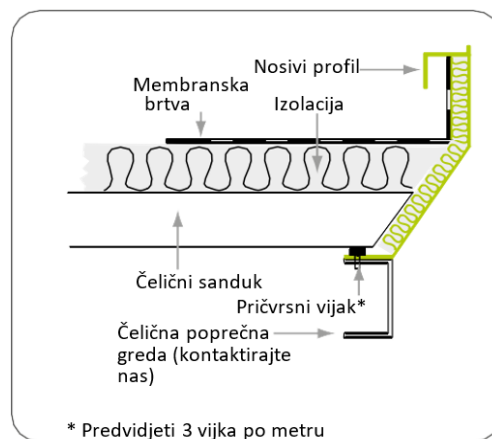 Nosivi profil
Membranska
brtva
Izolacija
Čelični sanduk
Pričvrsni vijak*
Čelična poprečna
greda (kontaktirajte
nas)
* Predvidjeti 3 vijka po metru